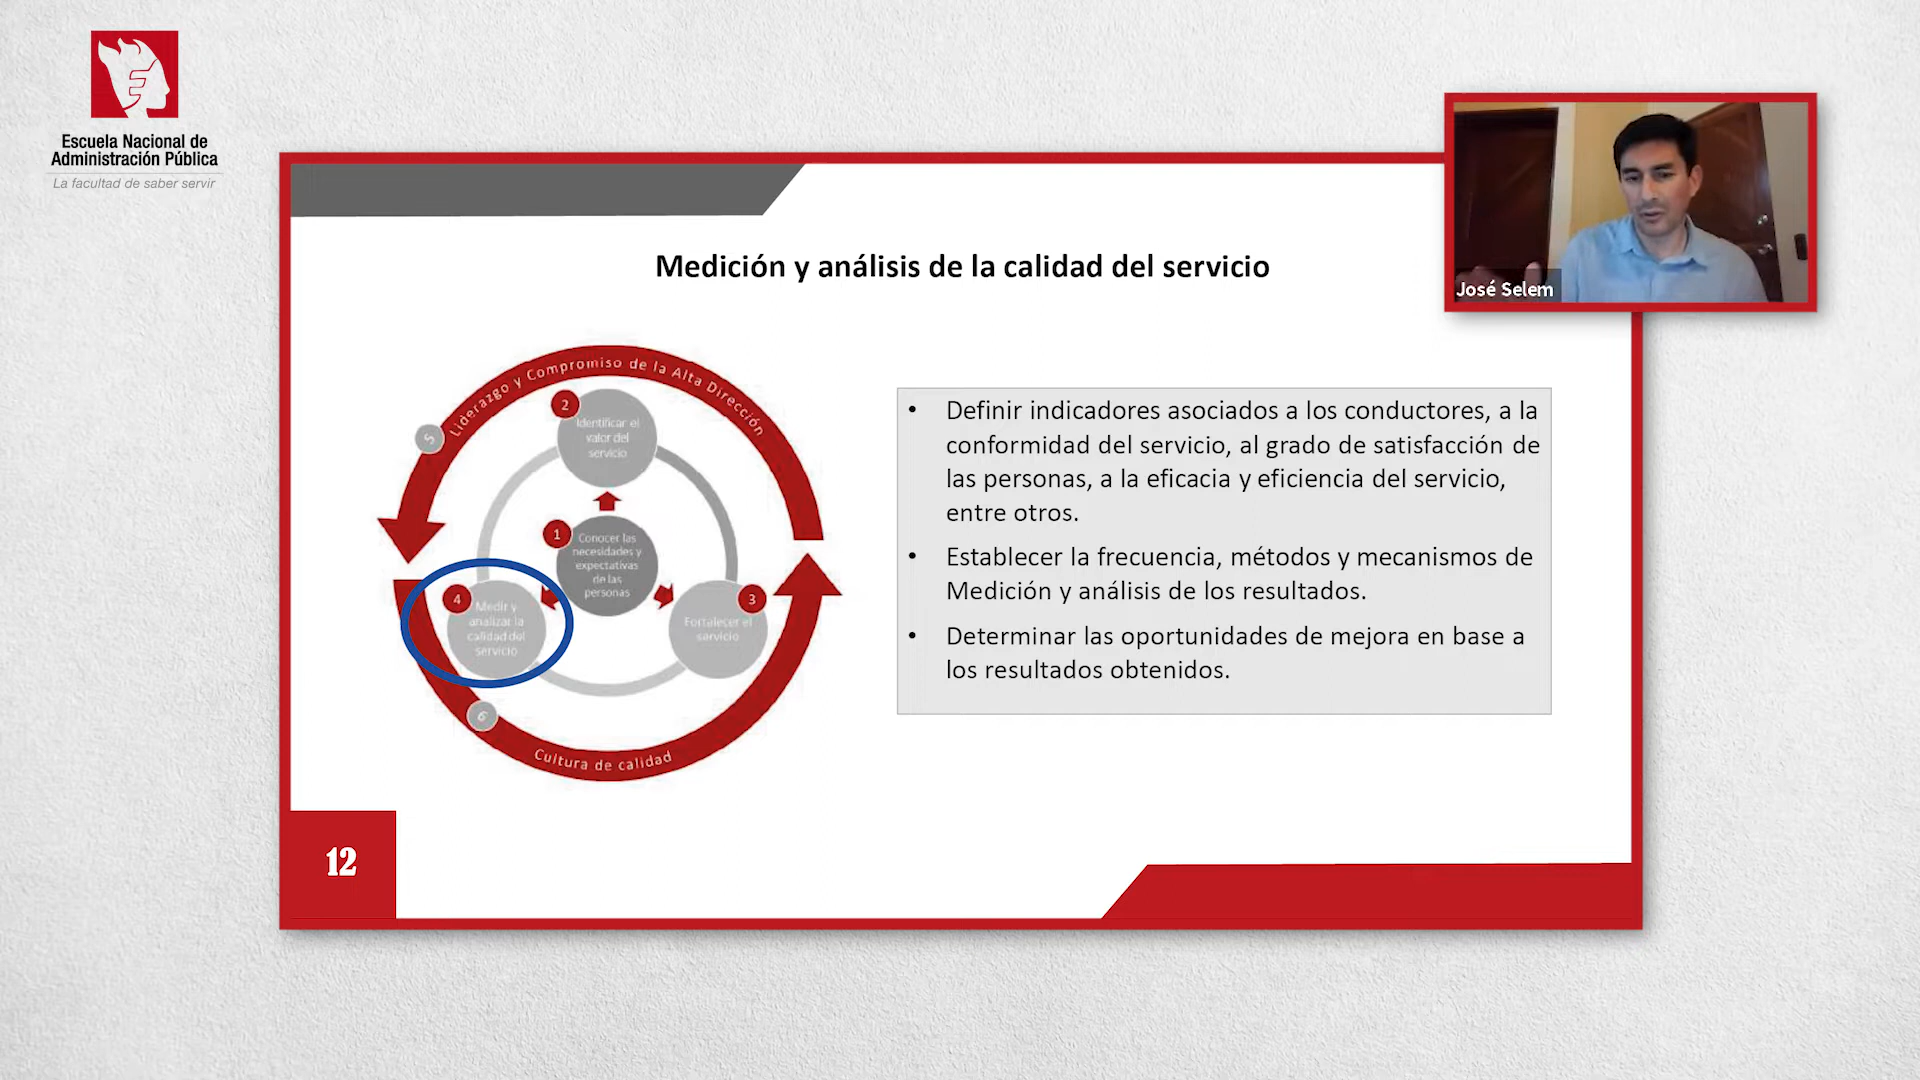 Escuela Nacional de
Administración Pública
La facultad de saber servir
José Selem
Medición y análisis de la calidad del servicio
Liderazgo y Compromiso de la Alta Dirección
5
2
Identificar el
valor del
servicio
1
Conocer las
necesidades y
expectativas
de las
personas
4
Medir y
analizar la
calidad del
servicio
3
Fortalecer el
servicio
6
Cultura de calidad
• Definir indicadores asociados a los conductores, a la
conformidad del servicio, al grado de satisfacción de
las personas, a la eficacia y eficiencia del servicio,
entre otros.
• Establecer la frecuencia, métodos y mecanismos de
Medición y análisis de los resultados.
• Determinar las oportunidades de mejora en base a
los resultados obtenidos.
12